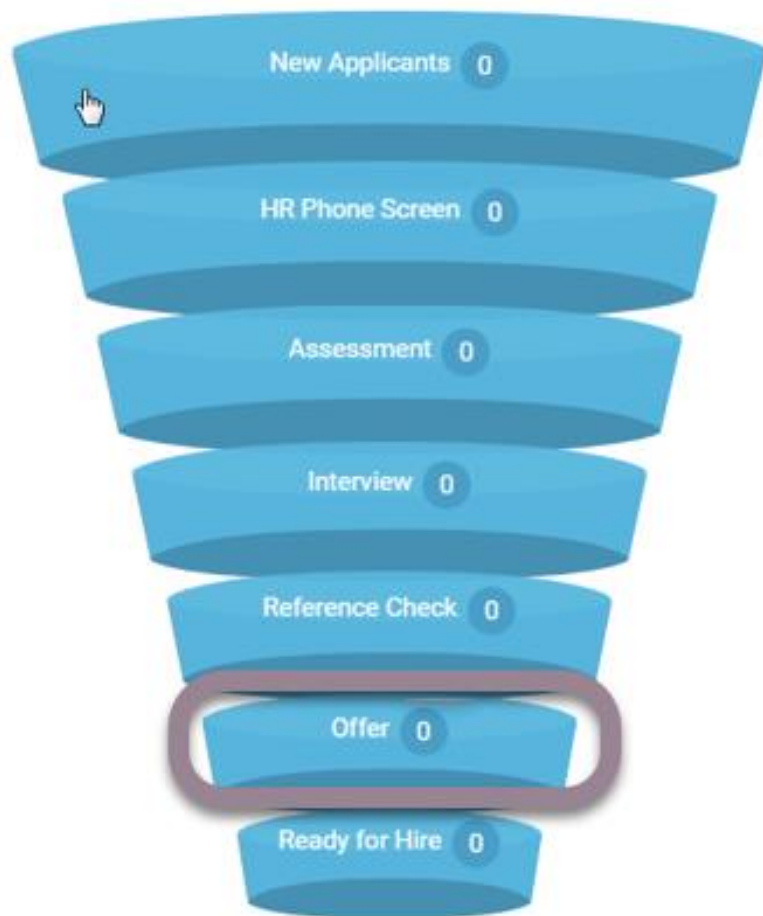 New Applicants 0
HR Phone Screen 0
Assessment 0
Interview 0
Reference Check 0
Offer 0
Ready for Hire 0